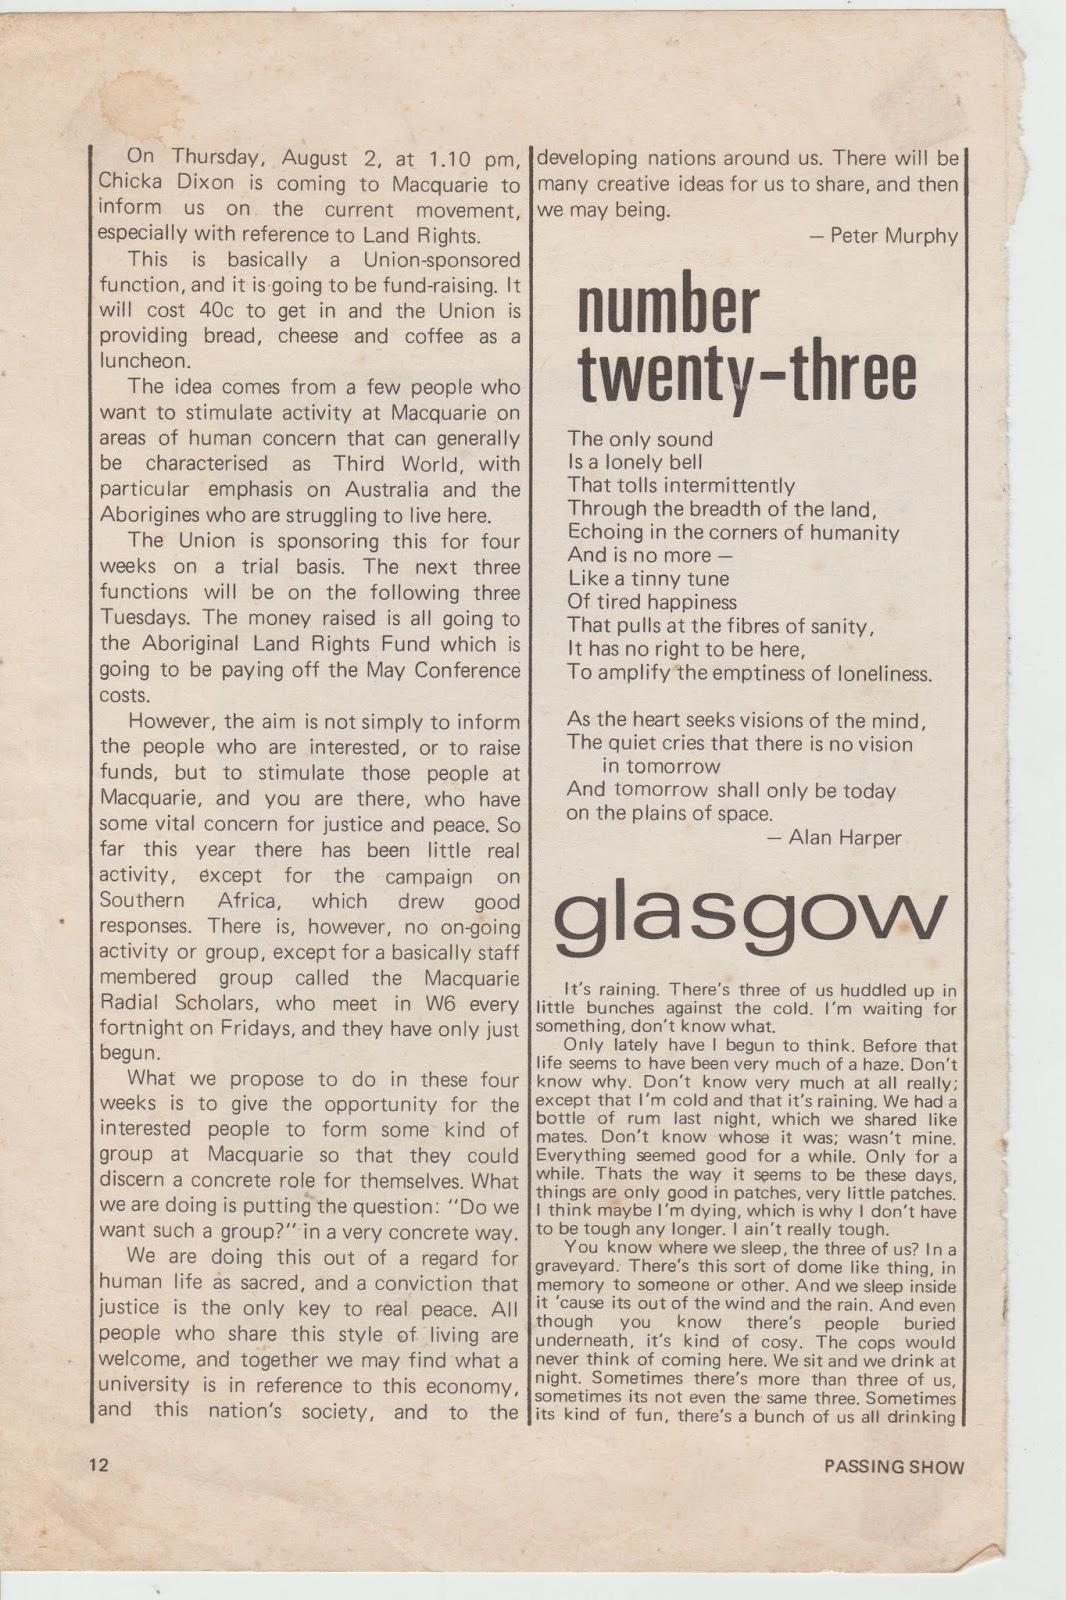 On Thursday, August 2, at 1.10 pm,
Chicka Dixon is coming to Macquarie to
inform us on the current movement,
especially with reference to Land Rights.
This is basically a Union-sponsored
function, and it is going to be fund-raising. It
will cost 40c to get in and the Union is
providing bread, cheese and coffee as a
luncheon.
The idea comes from a few people who
want to stimulate activity at Macquarie on
areas of human concern that can generally
be characterised as Third World, with
particular emphasis on Australia and the
Aborigines who are struggling to live here.
The Union is sponsoring this for four
weeks on a trial basis. The next three
functions will be on the following three
Tuesdays. The money raised is all going to
the Aboriginal Land Rights Fund which is
going to be paying off the May Conference
costs.
However, the aim is not simply to inform
the people who are interested, or to raise
funds, but to stimulate those people at
Macquarie, and you are there, who have
some vital concern for justice and peace. So
far this year there has been little real
activity, except for the campaign on
Southern Africa, which drew good
responses. There is, however, no on-going
activity or group, except for a basically staff
membered group called the Macquarie
Radial Scholars, who meet in W6 every
fortnight on Fridays, and they have only just
begun.
What we propose to do in these four
weeks is to give the opportunity for the
interested people to form some kind of
group at Macquarie so that they could
discern a concrete role for themselves. What
we are doing is putting the question: "Do we
want such a group?" in a very concrete way.
We are doing this out of a regard for
human life as sacred, and a conviction that
justice is the only key to real peace. All
people who share this style of living are
welcome, and together we may find what a
university is in reference to this economy,
and this nation's society, and to the
developing nations around us. There will be
many creative ideas for us to share, and then
we may being.
— Peter Murphy
number
twenty-three
The only sound
Is a lonely bell
That tolls intermittently
Through the breadth of the land,
Echoing in the corners of humanity
And is no more —
Like a tinny tune
Of tired happiness
That pulls at the fibres of sanity,
It has no right to be here,
To amplify the emptiness of loneliness.
As the heart seeks visions of the mind,
The quiet cries that there is no vision
in tomorrow
And tomorrow shall only be today
on the plains of space.
— Alan Harper
glasgow
It's raining. There's three of us huddled up in
little bunches against the cold. I'm waiting for
something, don't know what.
Only lately have I begun to think. Before that
life seems to have been very much of a haze. Don't
know why. Don't know very much at all really;
except that I'm cold and that it's raining. We had a
bottle of rum last night, which we shared like
mates. Don't know whose it was; wasn't mine.
Everything seemed good for a while. Only for a
while. Thats the way it seems to be these days,
things are only good in patches, very little patches.
I think maybe I'm dying, which is why I don't have
to be tough any longer. I ain't really tough.
You know where we sleep, the three of us? In a
graveyard. There's this sort of dome like thing, in
memory to someone or other. And we sleep inside
it 'cause its out of the wind and the rain. And even
though you know there's people buried
underneath, it's kind of cosy. The cops would
never think of coming here. We sit and we drink at
night. Sometimes there's more than three of us,
sometimes its not even the same three. Sometimes
its kind of fun, there's a bunch of us all drinking
12
PASSING SHOW